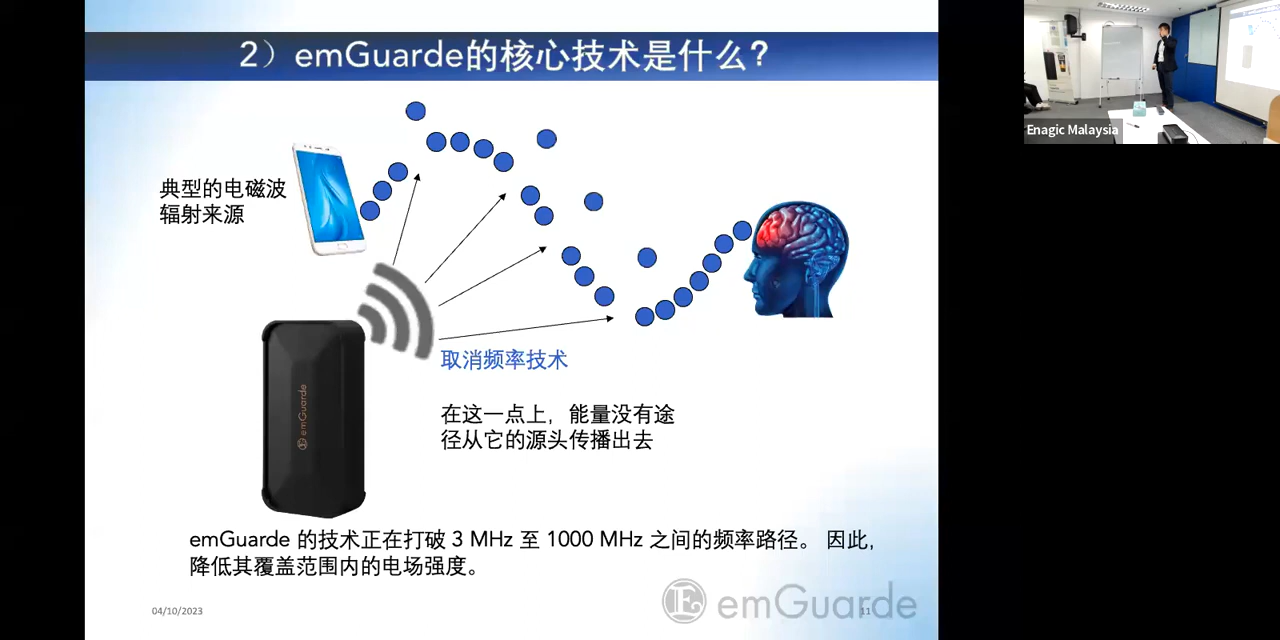 2）emGuarde的核心技术是什么?
Enagic Malaysia
典型的电磁波
辐射来源
取消频率技术
emGuarde
在这一点上，能量没有途
径从它的源头传播出去
emGuarde 的技术正在打破 3 MHz 至 1000 MHz 之间的频率路径。 因此,
降低其覆盖范围内的电场强度。
04/10/2023
E emGuarde
11